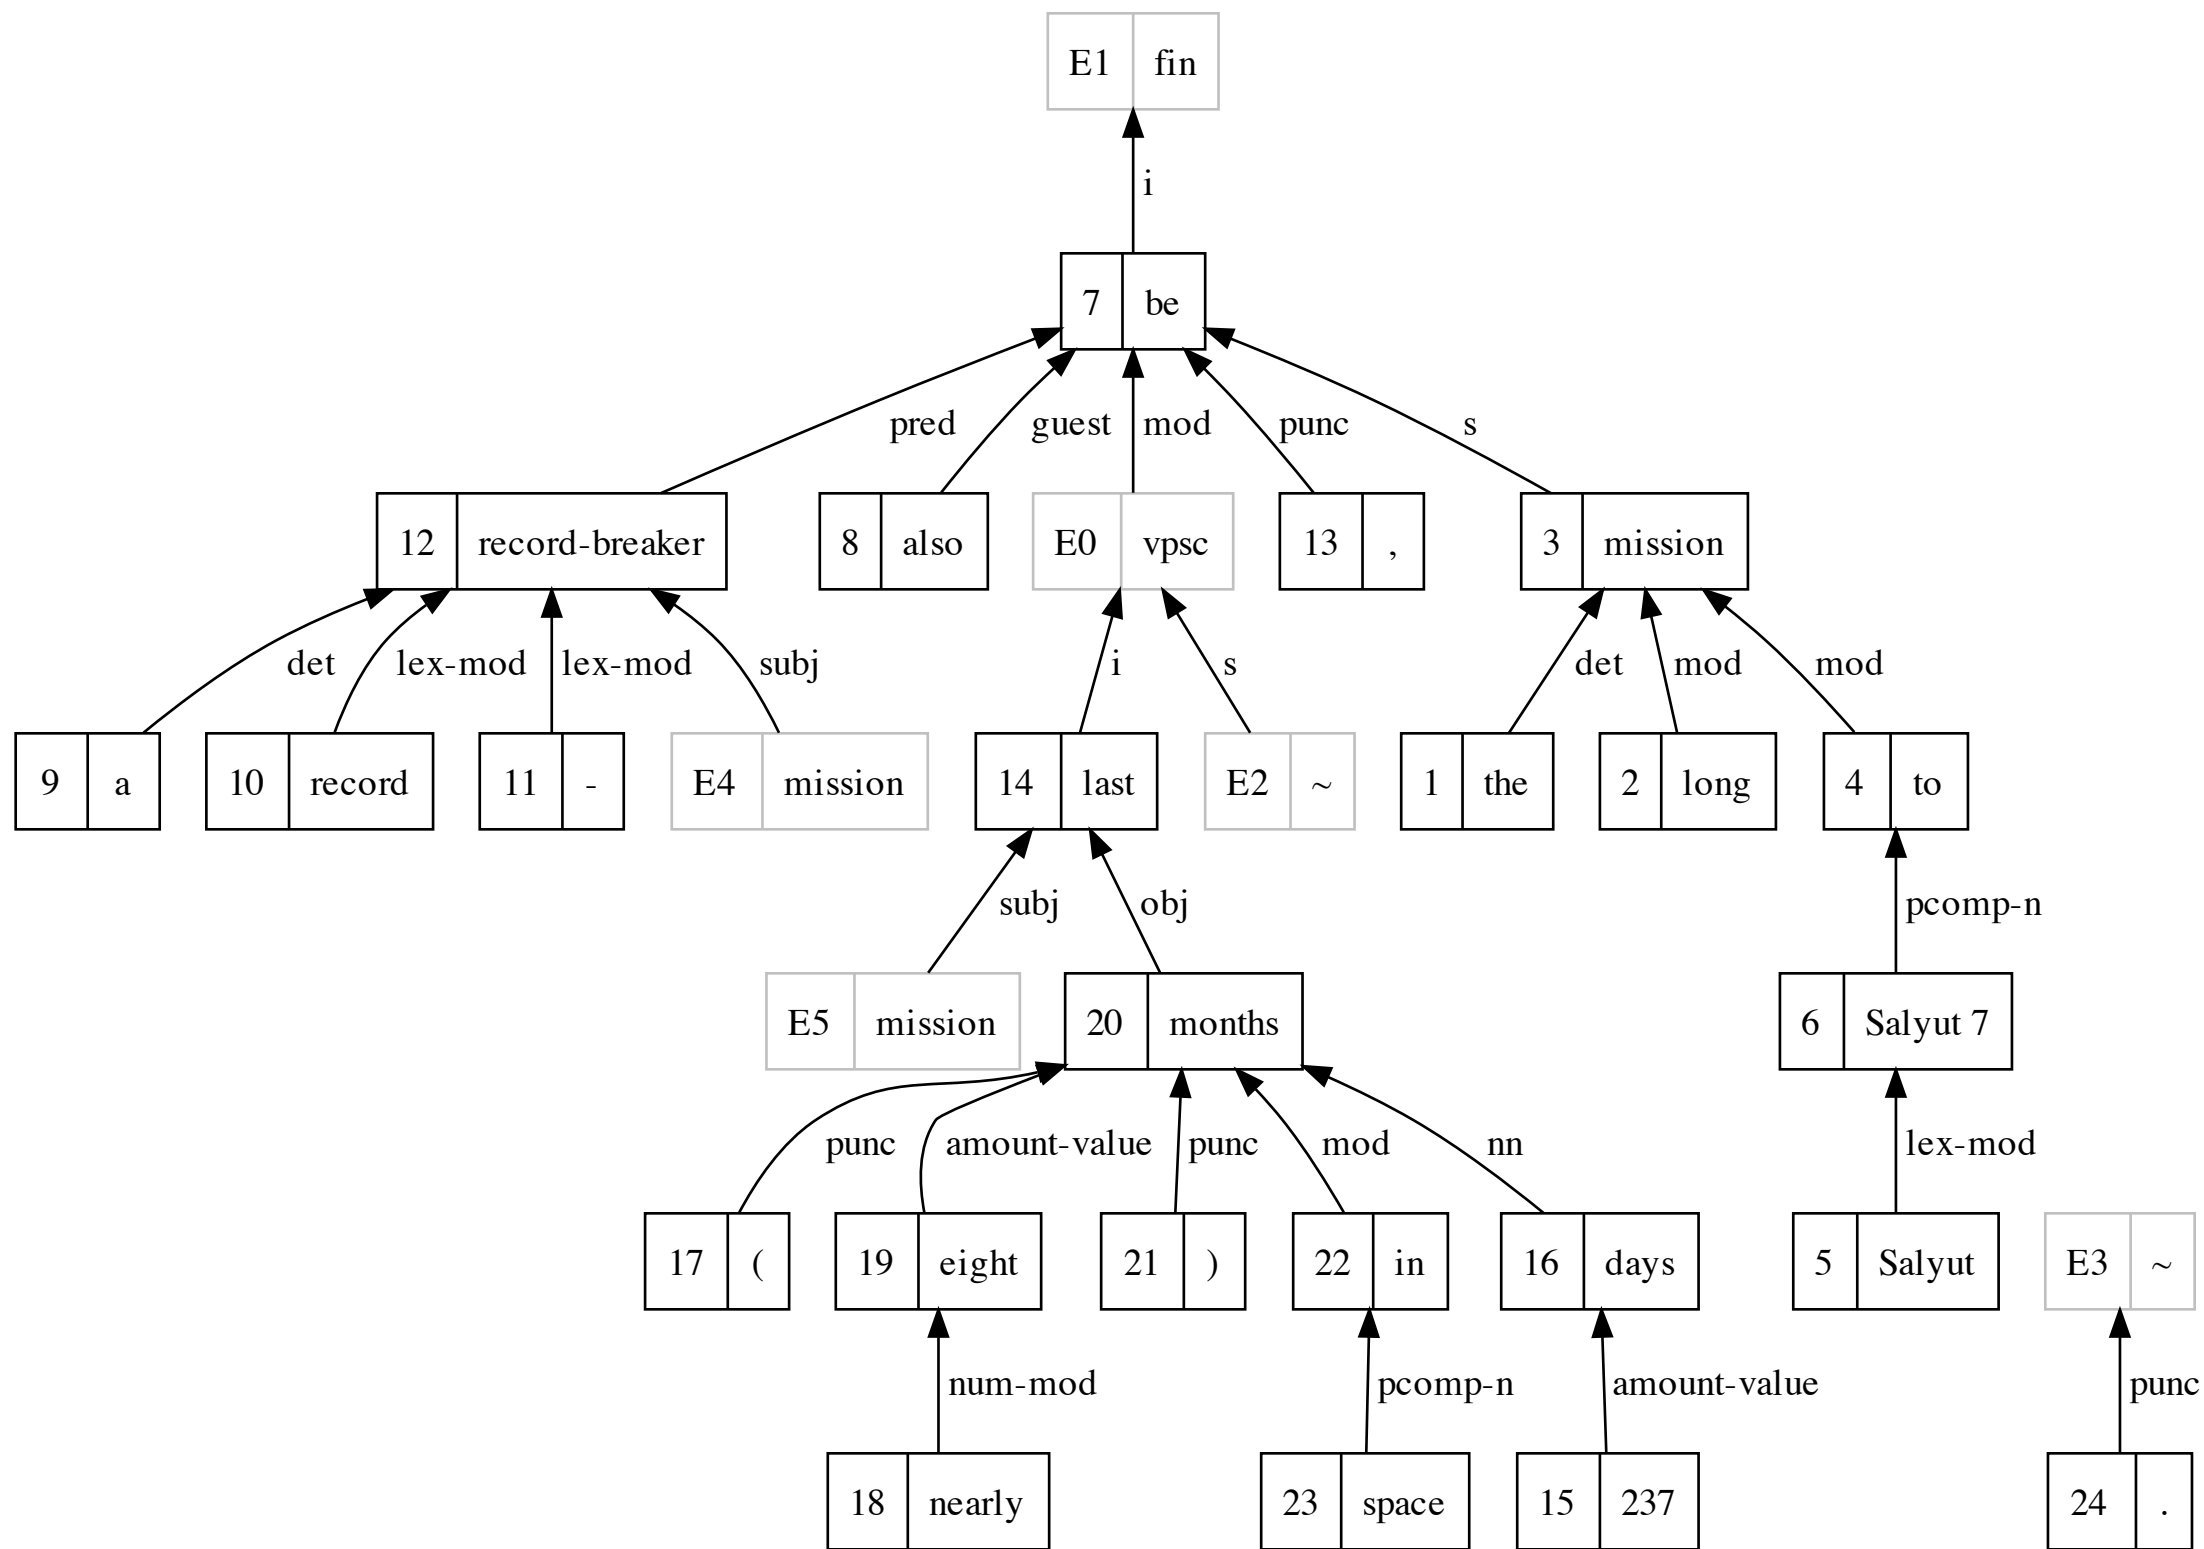 E1 fin
i
7 be
pred guest mod punc s
12 record-breaker 8 also E0 vpsc 13 , 3 mission
det lex-mod lex-mod subj i s det mod mod
9 a 10 record 11 - E4 mission 14 last E2 ~ 1 the 2 long 4 to
subj obj pcomp-n
E5 mission 20 months 6 Salyut 7
punc amount-value punc mod nn lex-mod
17 ( 19 eight 21 ) 22 in 16 days 5 Salyut E3 ~
num-mod pcomp-n amount-value punc
18 nearly 23 space 15 237 24 .